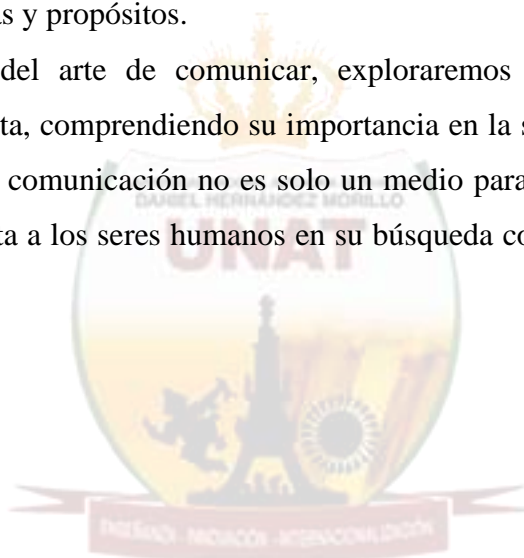 s y propósitos.
del arte de comunicar, exploraremos
ta, comprendiendo su importancia en la s
comunicación no es solo un medio para
DANIEL HERNÁNDEZ MORILLO
ta a los seres humanos en su búsqueda co
UNAT